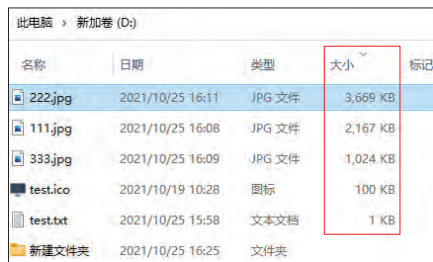 此电脑 › 新加卷 (D:)
名称 日期 类型 大小 标记
222.jpg 2021/10/25 16:11 JPG 文件 3,669 KB
111.jpg 2021/10/25 16:08 JPG 文件 2,167 KB
333.jpg 2021/10/25 16:09 JPG 文件 1,024 KB
test.ico 2021/10/19 10:28 图标 100 KB
test.txt 2021/10/25 15:58 文本文档 1 KB
新建文件夹 2021/10/25 16:25 文件夹